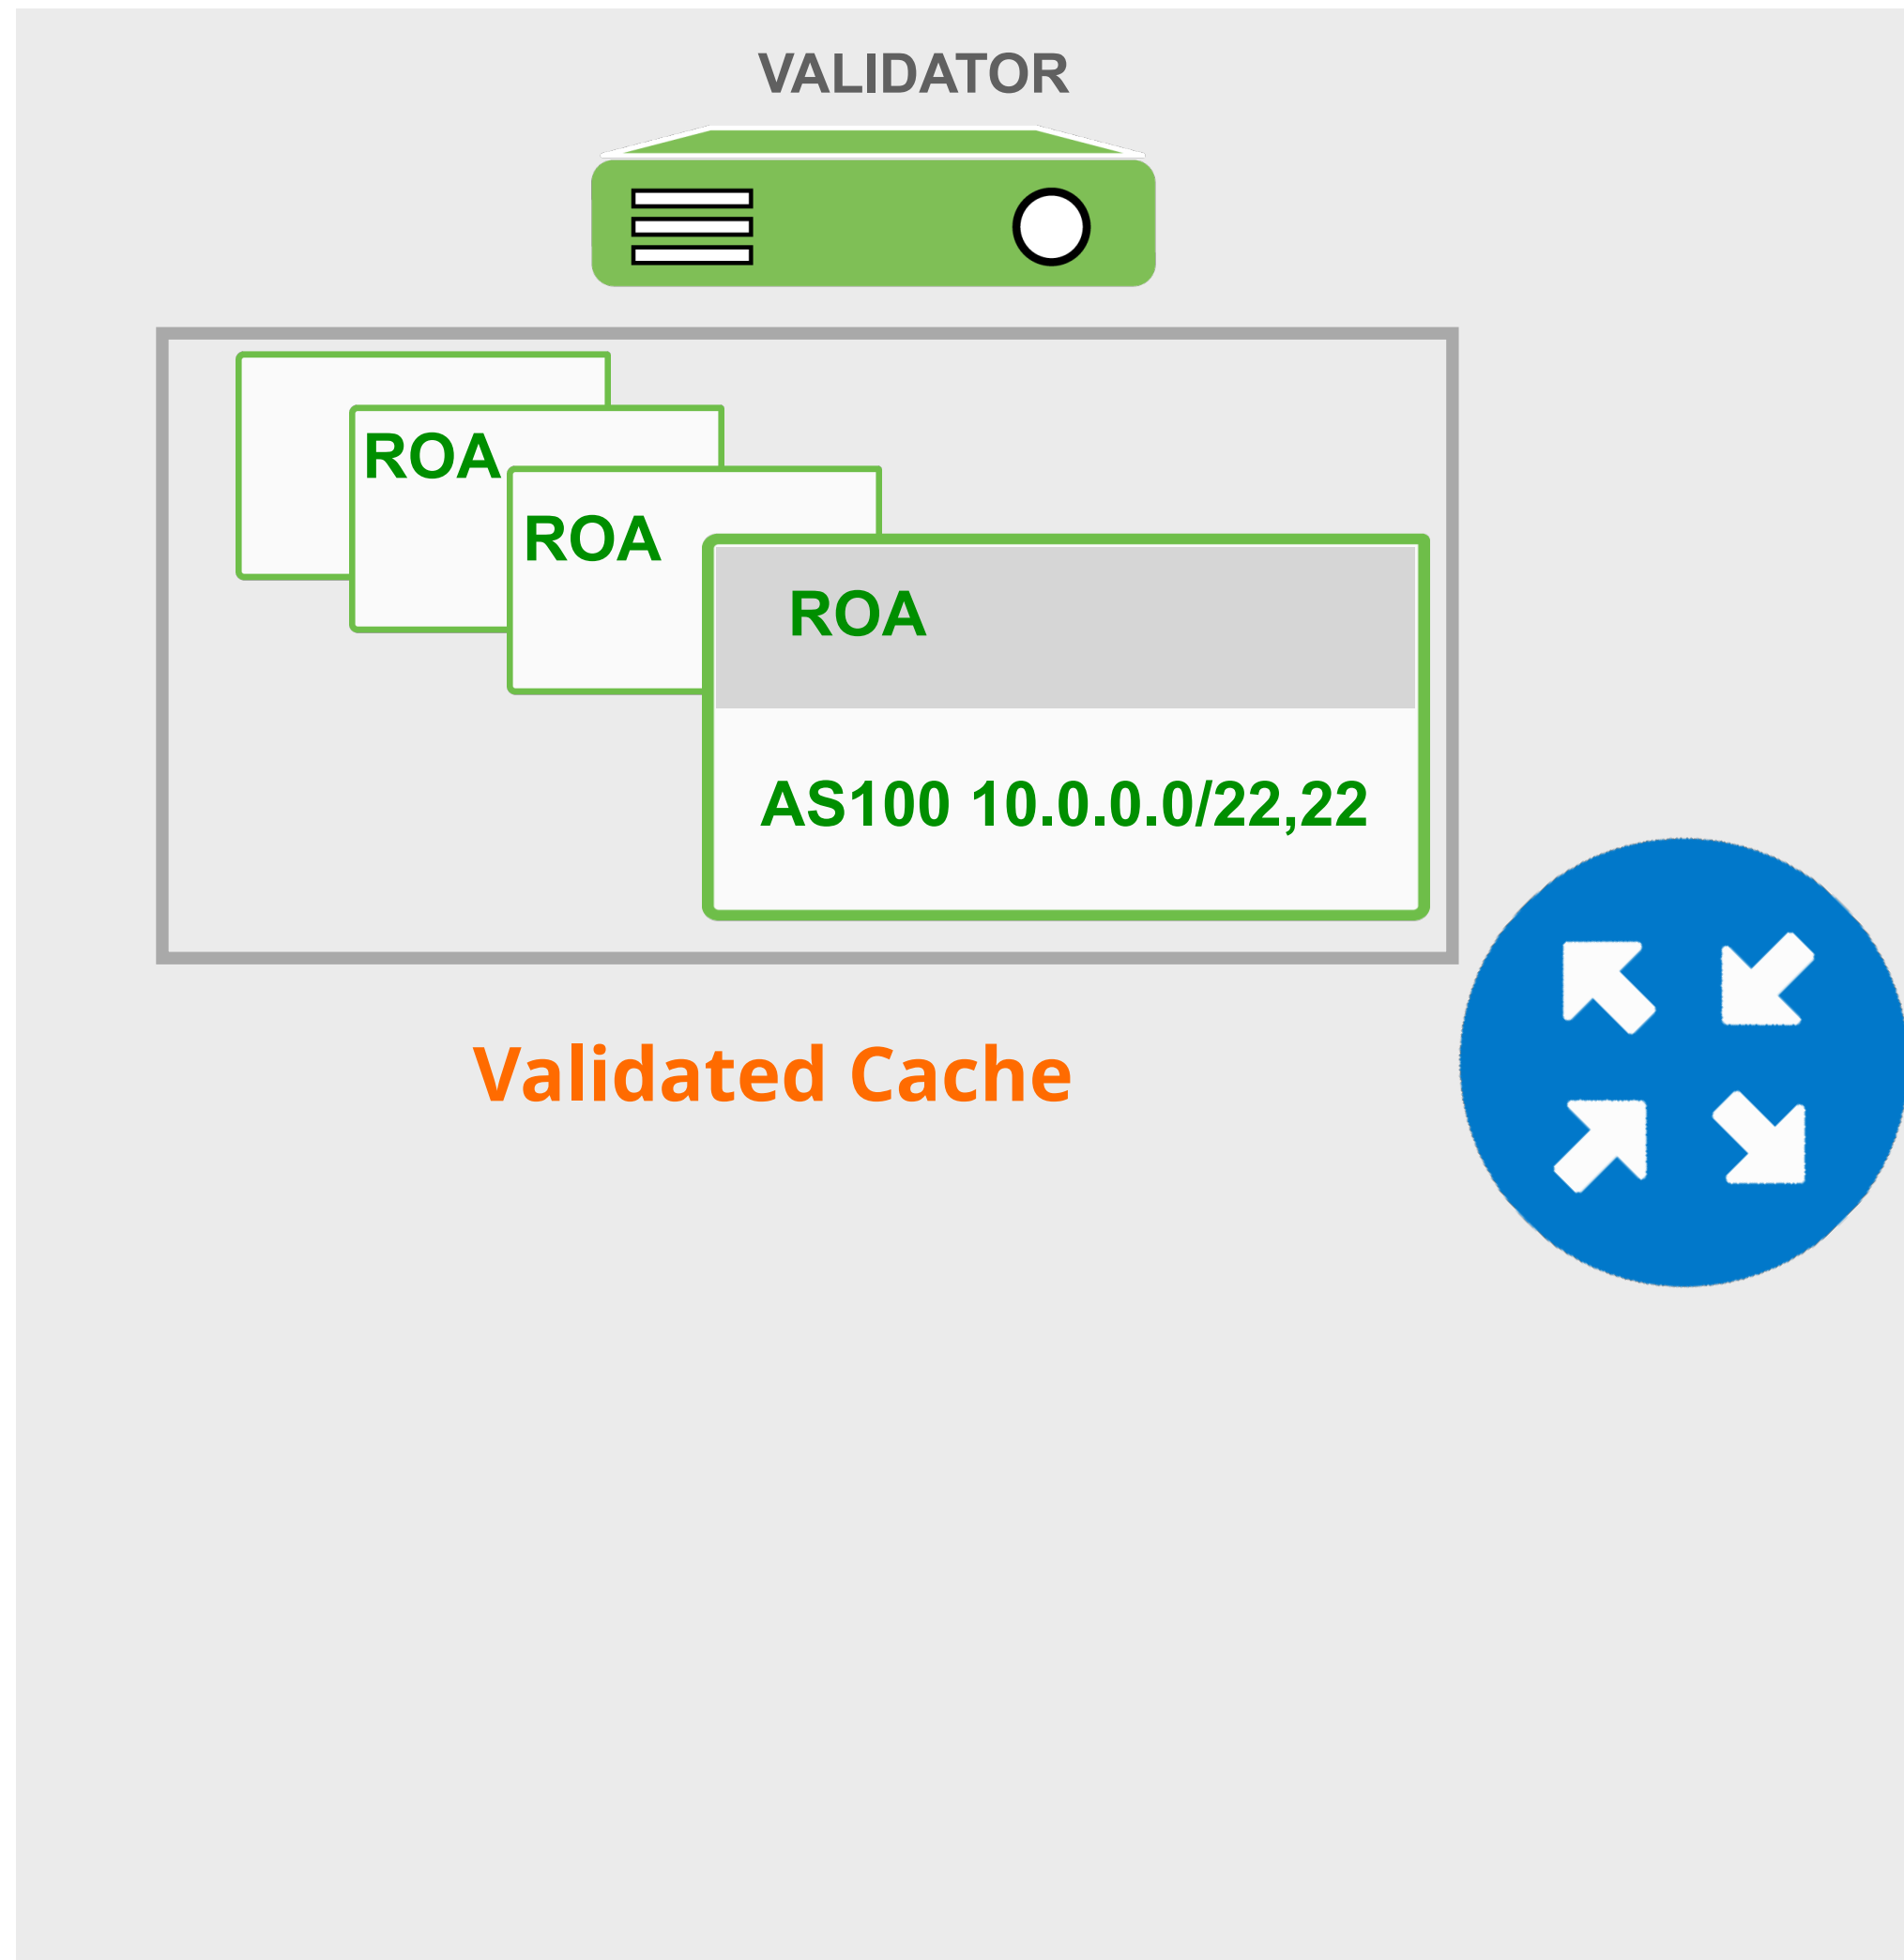 VALIDATOR
ROA
ROA
ROA
AS100 10.0.0.0/22,22
Validated Cache